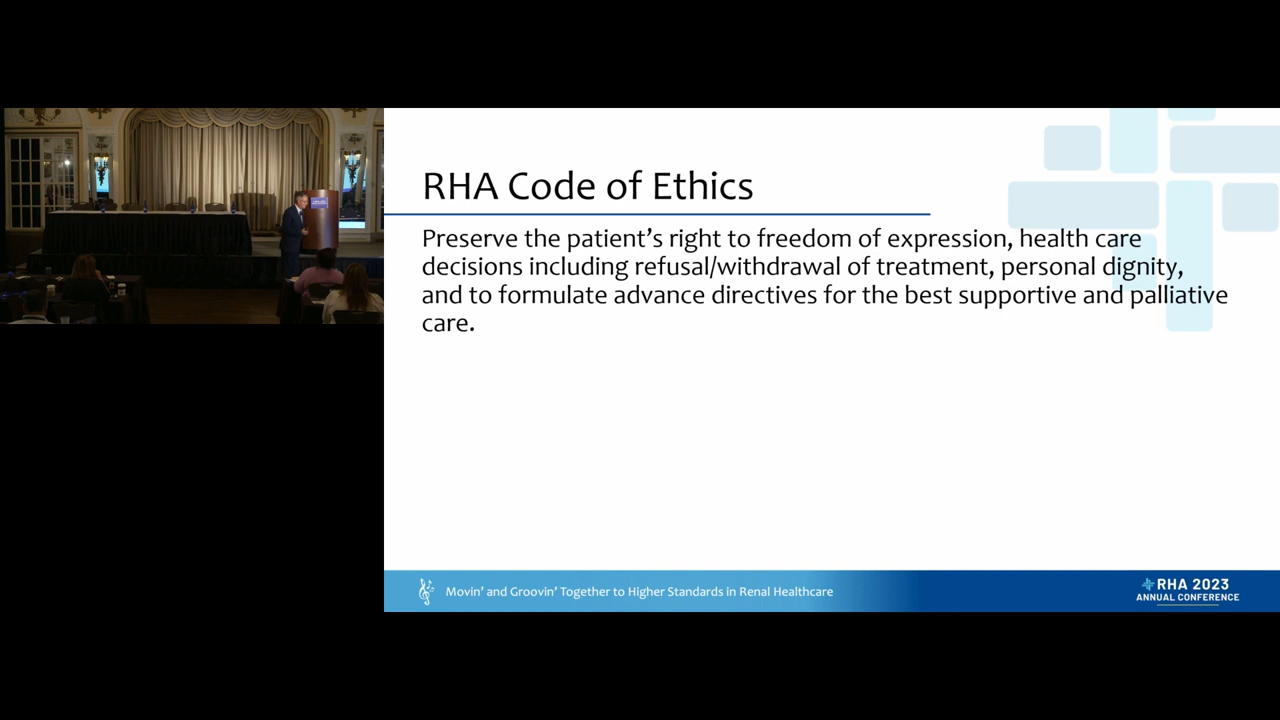 RHA Code of Ethics
Preserve the patient’s right to freedom of expression, health care
decisions including refusal/withdrawal of treatment, personal dignity,
and to formulate advance directives for the best supportive and palliative
care.
Movin’ and Groovin’ Together to Higher Standards in Renal Healthcare
RHA 2023
ANNUAL CONFERENCE